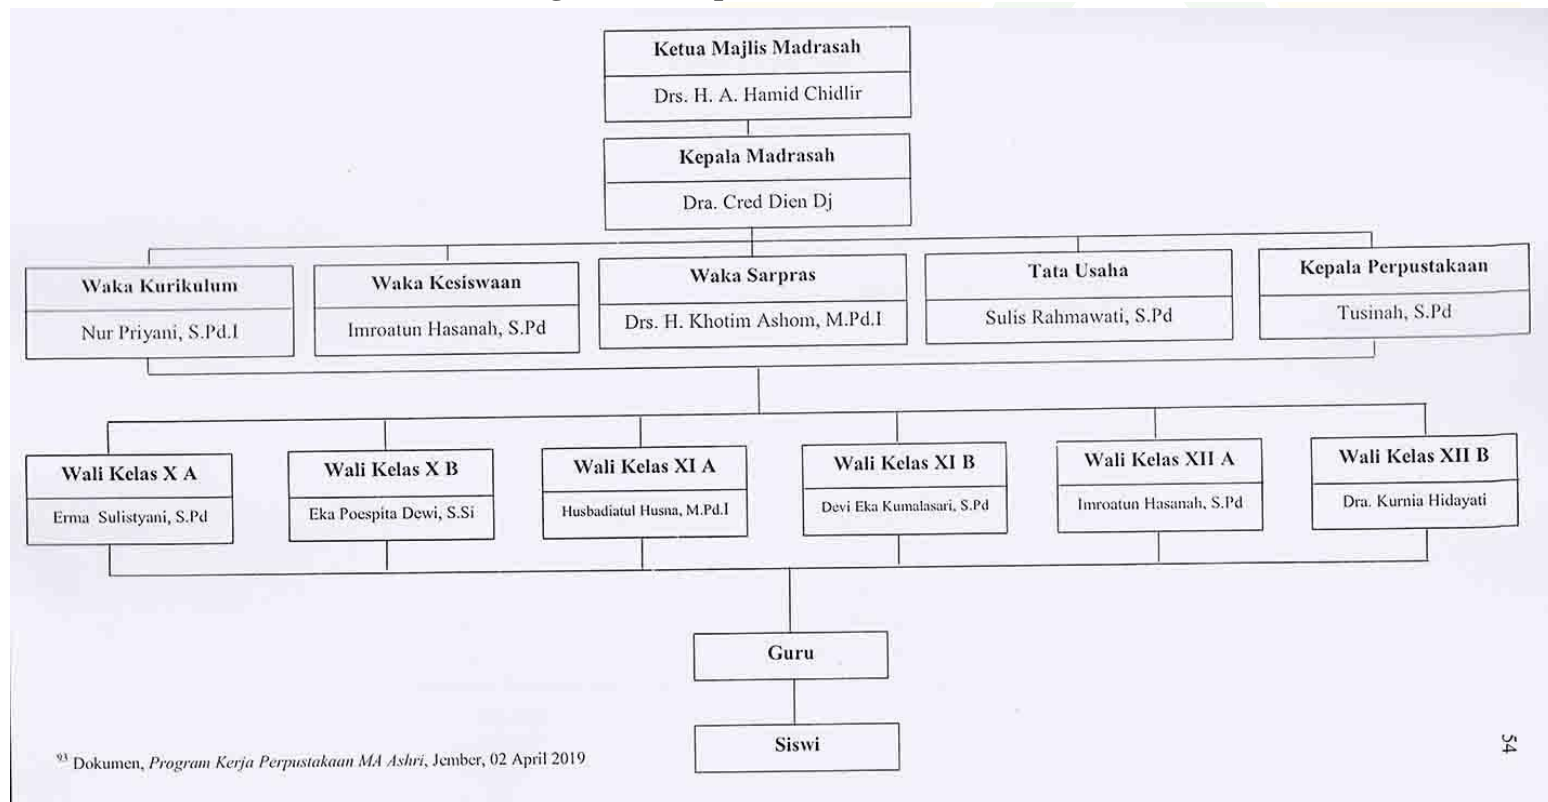 Ketua Majlis Madrasah
Drs. H. A. Hamid Chidlir
Kepala Madrasah
Dra. Cred Dien Dj
Waka Kurikulum
Nur Priyani, S.Pd.I
Waka Kesiswaan
Imroatun Hasanah, S.Pd
Waka Sarpras
Drs. H. Khotim Ashom, M.Pd.I
Tata Usaha
Sulis Rahmawati, S.Pd
Kepala Perpustakaan
Tusinah, S.Pd
Wali Kelas X A
Erma Sulistyani, S.Pd
Wali Kelas X B
Eka Poespita Dewi, S.Si
Wali Kelas XI A
Husbadiatul Husna, M.Pd.I
Wali Kelas XI B
Devi Eka Kumalasari, S.Pd
Wali Kelas XII A
Imroatun Hasanah, S.Pd
Wali Kelas XII B
Dra. Kurnia Hidayati
Guru
Siswi
93 Dokumen, Program Kerja Perpustakaan MA Ashri, Jember, 02 April 2019
54